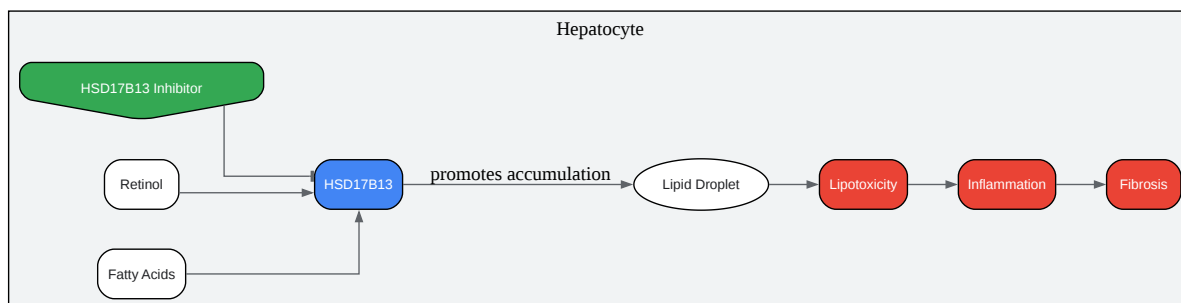 Hepatocyte
HSD17B13 Inhibitor
Retinol
HSD17B13
promotes accumulation
Lipid Droplet
Lipotoxicity
Inflammation
Fibrosis
Fatty Acids